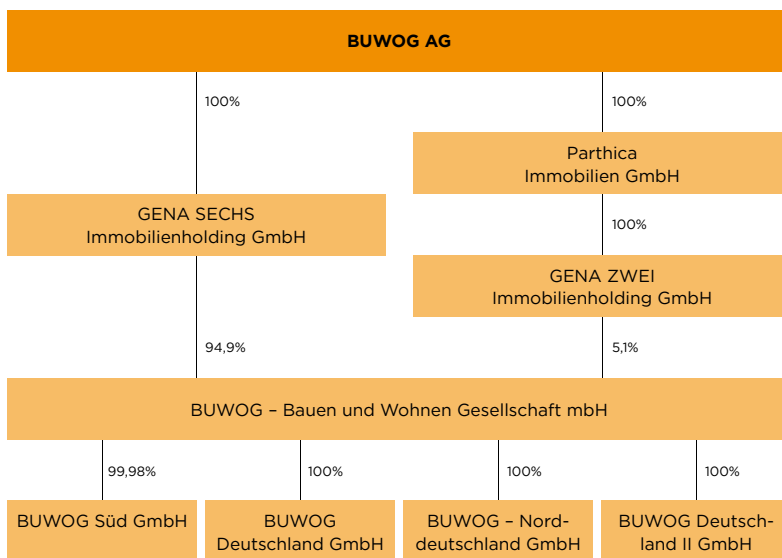 BUWOG AG
100%
100%
Parthica
Immobilien GmbH
GENA SECHS
Immobilienholding GmbH
100%
GENA ZWEI
Immobilienholding GmbH
94,9%
5,1%
BUWOG – Bauen und Wohnen Gesellschaft mbH
99,98%
100%
100%
100%
BUWOG Süd GmbH
BUWOG
Deutschland GmbH
BUWOG – Nord-
deutschland GmbH
BUWOG Deutsch-
land II GmbH